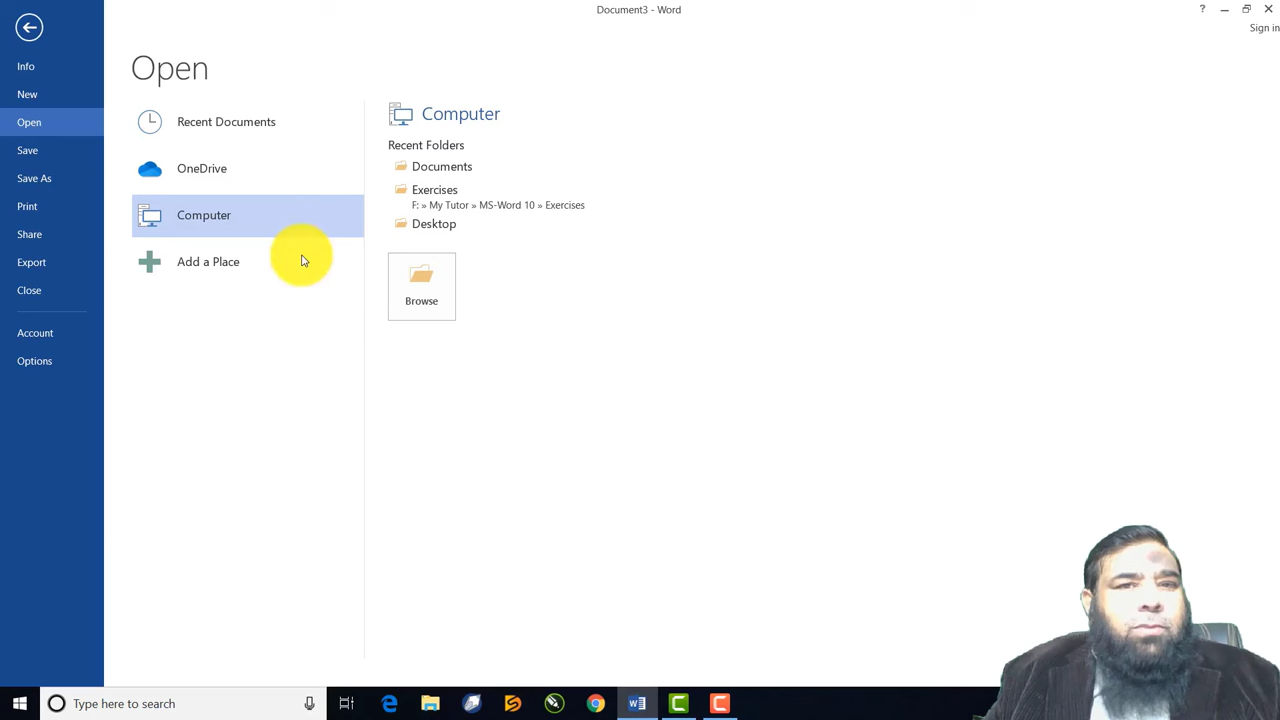 Document3 - Word
?
Sign in
Info
New
Open
Save
Save As
Print
Share
Export
Close
Account
Options
Open
Recent Documents
OneDrive
Computer
Add a Place
Computer
Recent Folders
Documents
Exercises
F: » My Tutor » MS-Word 10 » Exercises
Desktop
Browse
Type here to search